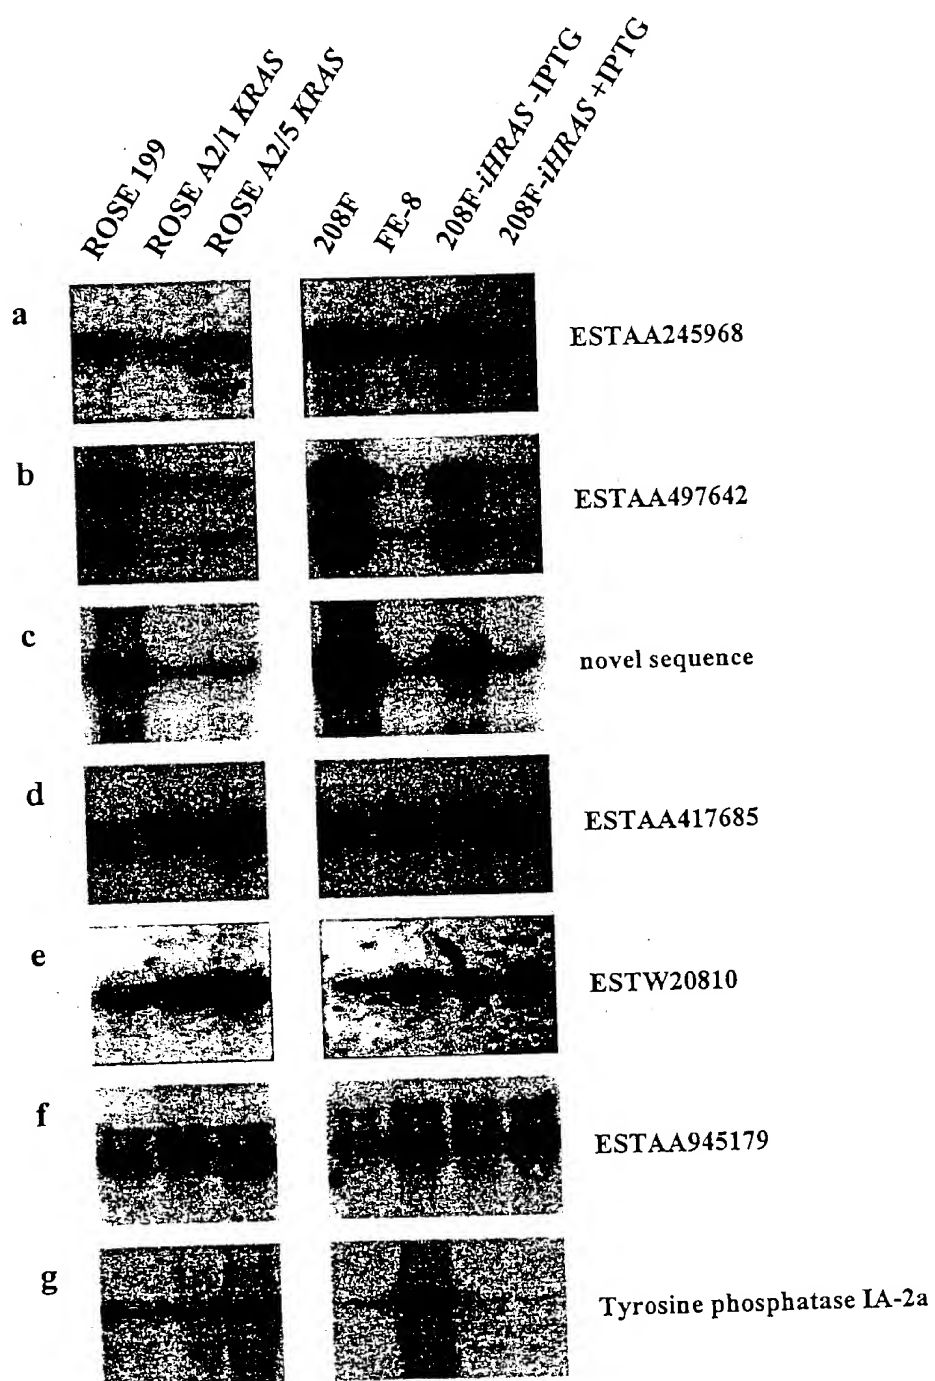 ROSE 199
ROSE A2/1 KRAS
ROSE A2/5 KRAS
208F
FE-8
208F-iHRAS -IPTG
208F-iHRAS +IPTG
a
ESTAA245968
b
ESTAA497642
c
novel sequence
d
ESTAA417685
e
ESTW20810
f
ESTAA945179
g
Tyrosine phosphatase IA-2a